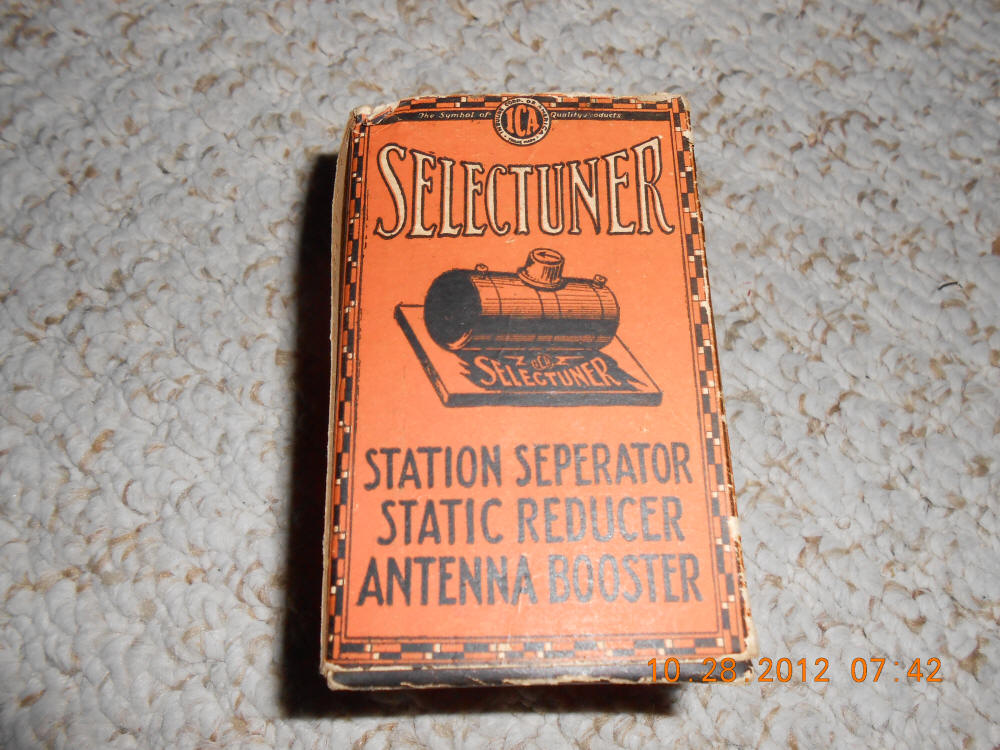 The Symbol of ICA Quality Products
SELECTUNER
ICA
SELECTUNER
STATION SEPERATOR
STATIC REDUCER
ANTENNA BOOSTER
10.28.2012 07:42